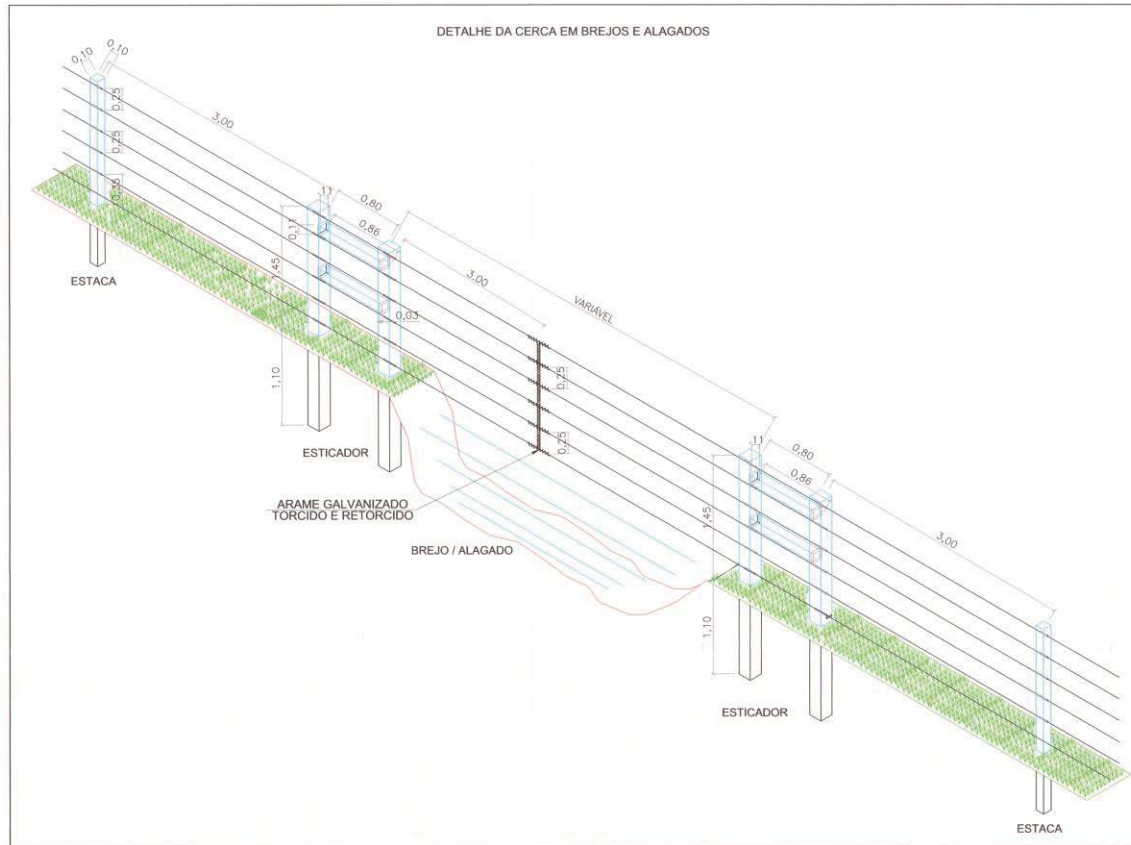 DETALHE DA CERCA EM BREJOS E ALAGADOS
0,10
0,10
0,25
0,25
3,00
ESTACA
,11
0,80
0,11
0,86
1,45
0,03
1,10
ESTICADOR
3,00
VARIÁVEL
0,25
0,25
ARAME GALVANIZADO
TORCIDO E RETORCIDO
BREJO / ALAGADO
,11
0,80
0,86
1,45
1,10
ESTICADOR
3,00
ESTACA